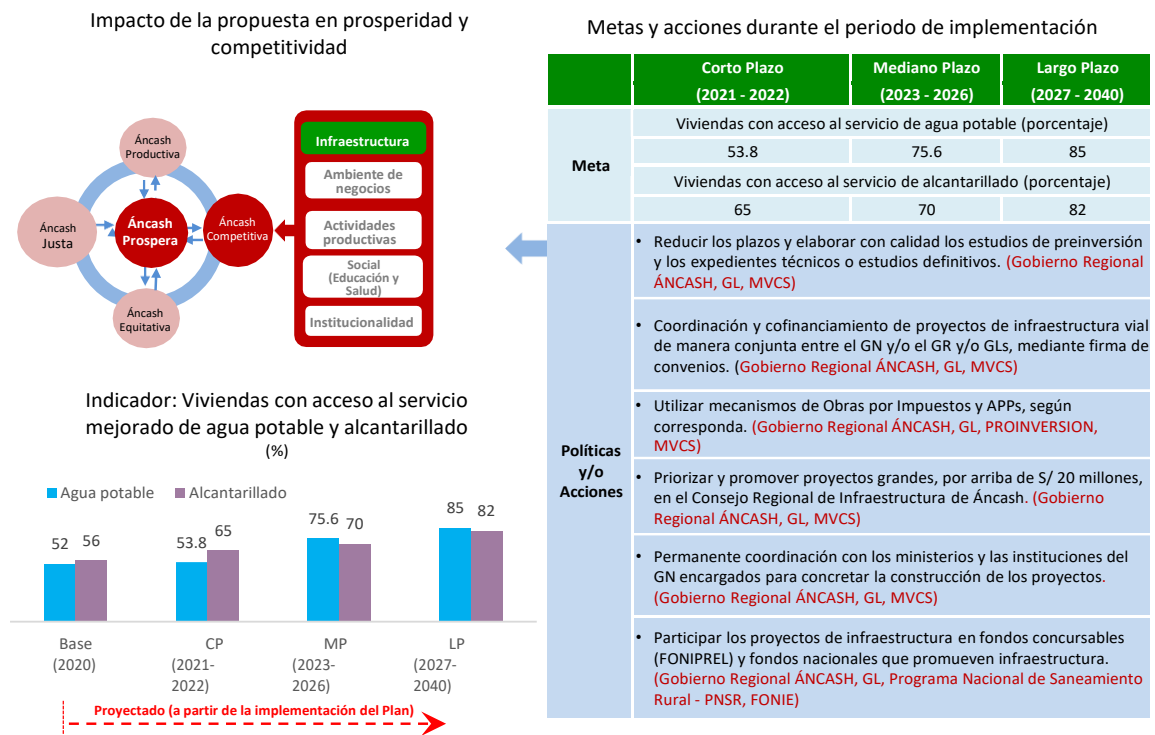 Impacto de la propuesta en prosperidad y
competitividad
Áncash
Productiva
Áncash
Justa
Áncash
Prospera
Áncash
Competitiva
Áncash
Equitativa
Infraestructura
Ambiente de
negocios
Actividades
productivas
Social
(Educación y
Salud)
Institucionalidad
Indicador: Viviendas con acceso al servicio
mejorado de agua potable y alcantarillado
(%)
Agua potable Alcantarillado
52 56 53.8 65 75.6 70 85 82
Base CP MP LP
(2020) (2021- (2023- (2027-
2022) 2026) 2040)
Proyectado (a partir de la implementación del Plan)
Metas y acciones durante el periodo de implementación
Corto Plazo Mediano Plazo Largo Plazo
(2021 - 2022) (2023 - 2026) (2027 - 2040)
Meta
Viviendas con acceso al servicio de agua potable (porcentaje)
53.8 75.6 85
Viviendas con acceso al servicio de alcantarillado (porcentaje)
65 70 82
Políticas
y/o
Acciones
• Reducir los plazos y elaborar con calidad los estudios de preinversión
y los expedientes técnicos o estudios definitivos. (Gobierno Regional
ÁNCASH, GL, MVCS)
• Coordinación y cofinanciamiento de proyectos de infraestructura vial
de manera conjunta entre el GN y/o el GR y/o GLs, mediante firma de
convenios. (Gobierno Regional ÁNCASH, GL, MVCS)
• Utilizar mecanismos de Obras por Impuestos y APPs, según
corresponda. (Gobierno Regional ÁNCASH, GL, PROINVERSION,
MVCS)
• Priorizar y promover proyectos grandes, por arriba de S/ 20 millones,
en el Consejo Regional de Infraestructura de Áncash. (Gobierno
Regional ÁNCASH, GL, MVCS)
• Permanente coordinación con los ministerios y las instituciones del
GN encargados para concretar la construcción de los proyectos.
(Gobierno Regional ÁNCASH, GL, MVCS)
• Participar los proyectos de infraestructura en fondos concursables
(FONIPREL) y fondos nacionales que promueven infraestructura.
(Gobierno Regional ÁNCASH, GL, Programa Nacional de Saneamiento
Rural - PNSR, FONIE)